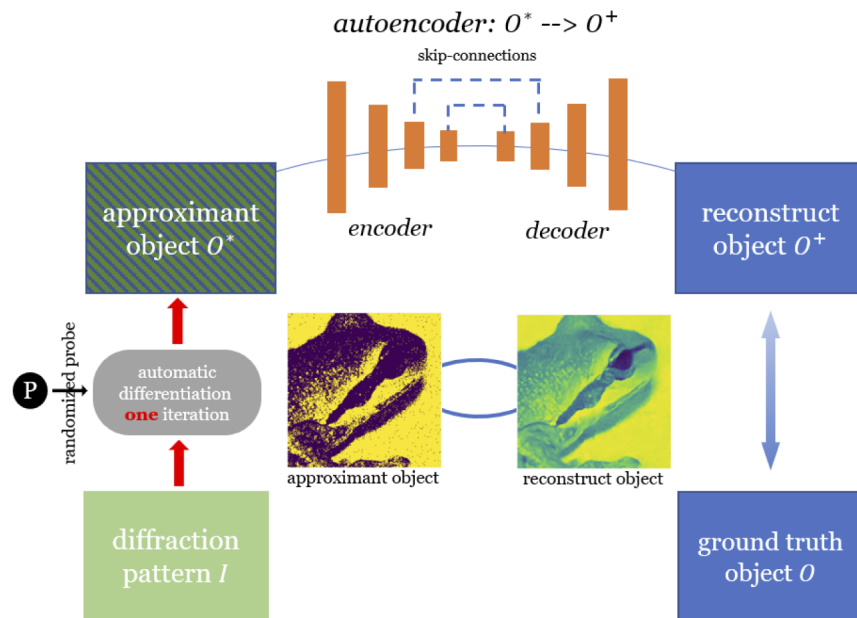 autoencoder: O* --> O+
skip-connections
encoder
decoder
approximant
object O*
reconstruct
object O+
P
randomized probe
automatic
differentiation
one iteration
approximant object
reconstruct object
diffraction
pattern I
ground truth
object O